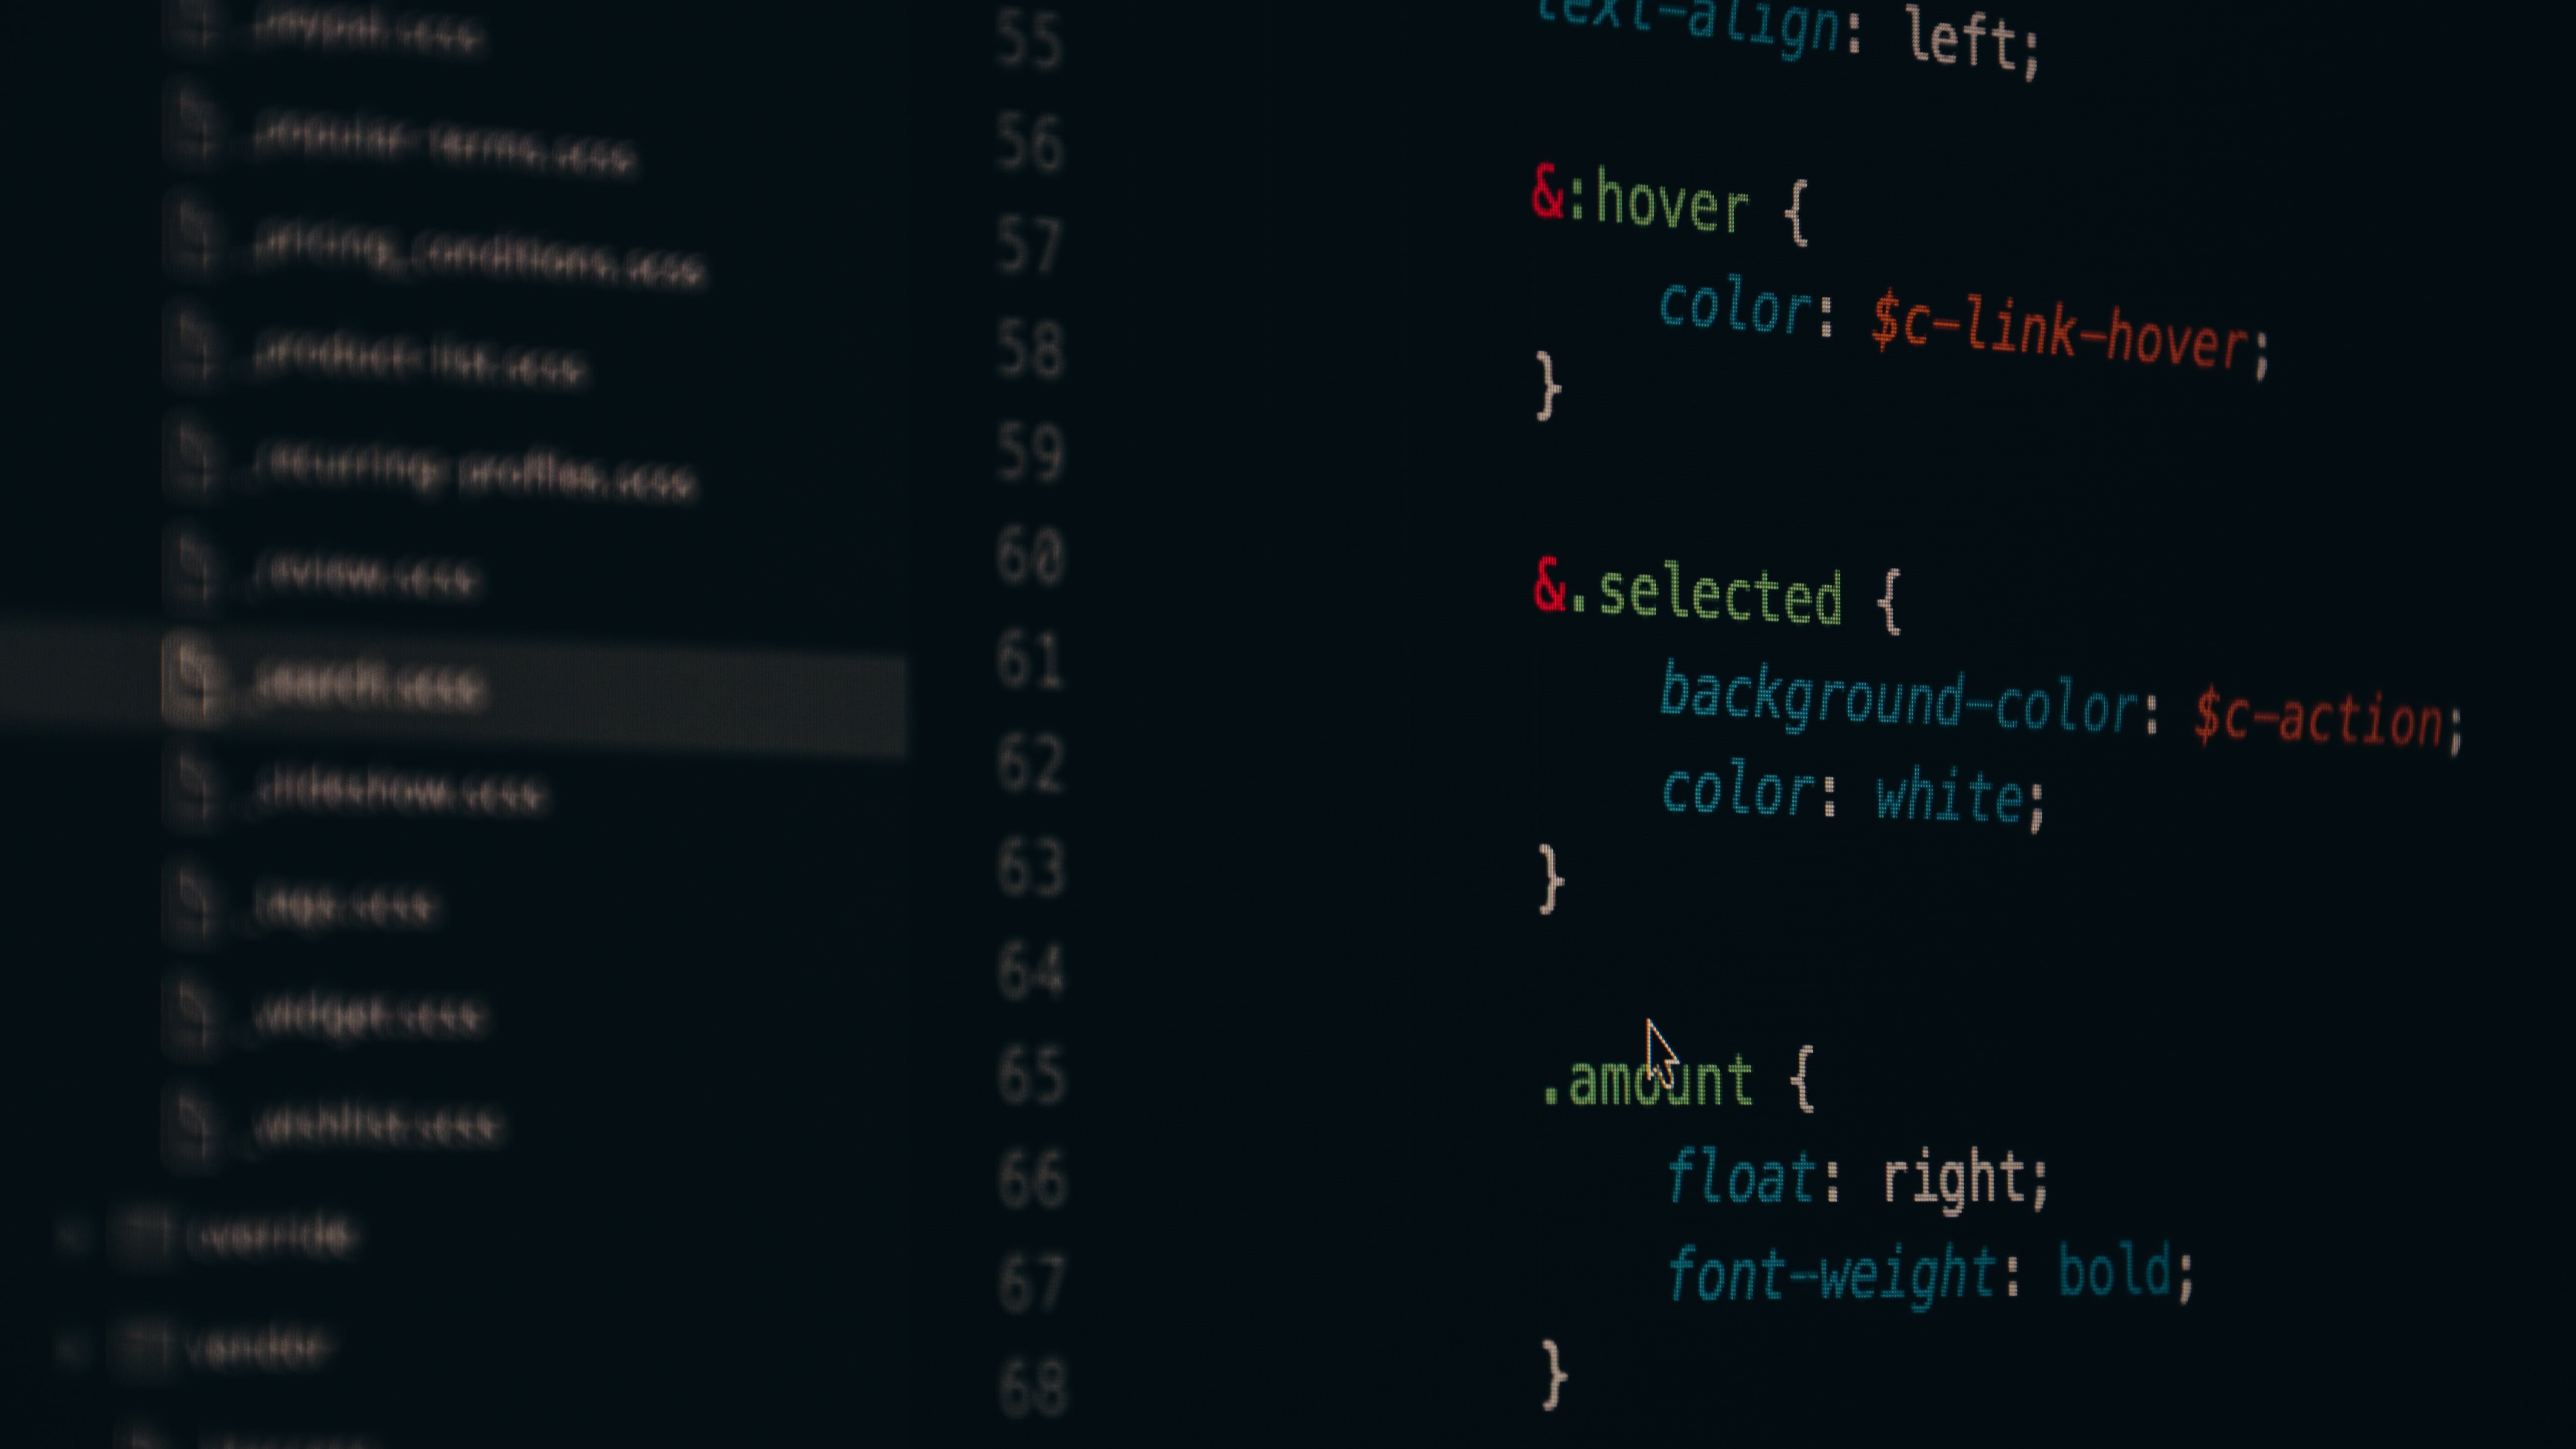 _paypal.scss
_popular-terms.scss
_pricing_conditions.scss
_product-list.scss
_recurring-profiles.scss
_review.scss
_search.scss
_slideshow.scss
_tags.scss
_widget.scss
_wishlist.scss
override
vendor
55 text-align: left;
56
57 &:hover {
58 color: $c-link-hover;
59 }
60
61 &.selected {
62 background-color: $c-action;
63 color: white;
64 }
65
66 .amount {
67 float: right;
68 font-weight: bold;
}